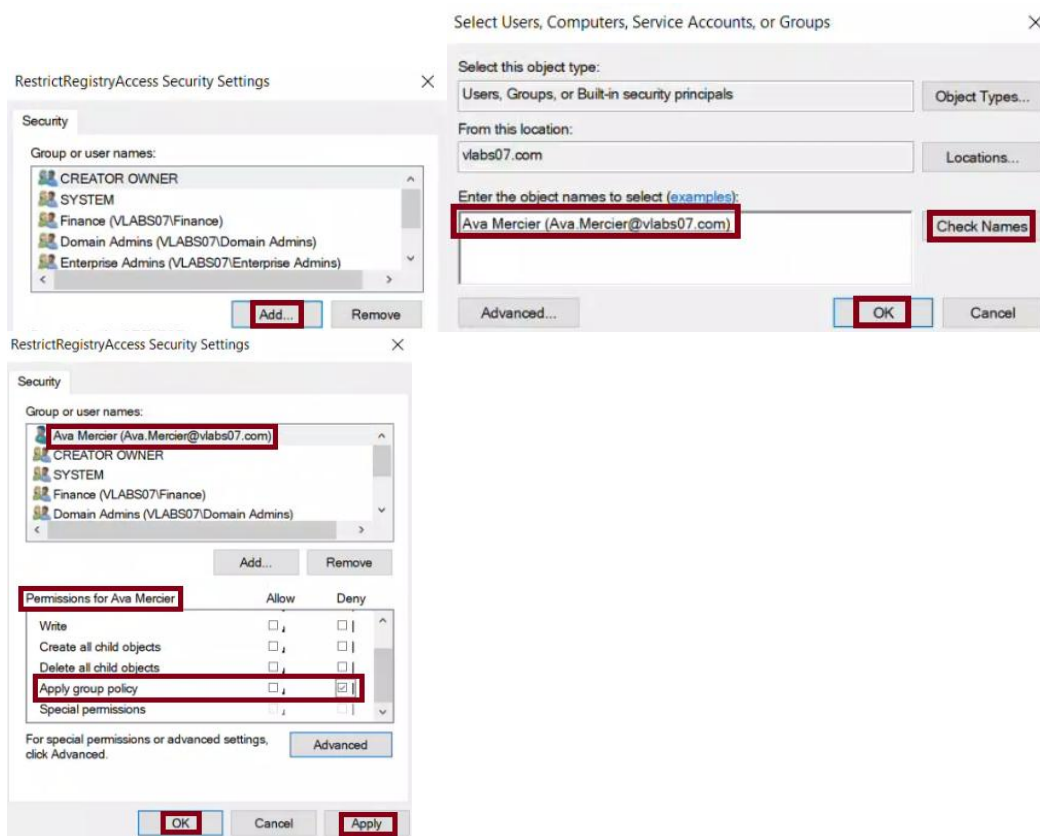 RestrictRegistryAccess Security Settings
Security
Group or user names:
CREATOR OWNER
SYSTEM
Finance (VLABS07\Finance)
Domain Admins (VLABS07\Domain Admins)
Enterprise Admins (VLABS07\Enterprise Admins)
Add...
Remove
Select Users, Computers, Service Accounts, or Groups
Select this object type:
Users, Groups, or Built-in security principals
Object Types...
From this location:
vlabs07.com
Locations...
Enter the object names to select (examples):
Ava Mercier (Ava.Mercier@vlabs07.com)
Check Names
Advanced...
OK
Cancel
RestrictRegistryAccess Security Settings
Security
Group or user names:
Ava Mercier (Ava.Mercier@vlabs07.com)
CREATOR OWNER
SYSTEM
Finance (VLABS07\Finance)
Domain Admins (VLABS07\Domain Admins)
Add...
Remove
Permissions for Ava Mercier
Allow
Deny
Write
Create all child objects
Delete all child objects
Apply group policy
Special permissions
For special permissions or advanced settings,
click Advanced.
Advanced
OK
Cancel
Apply